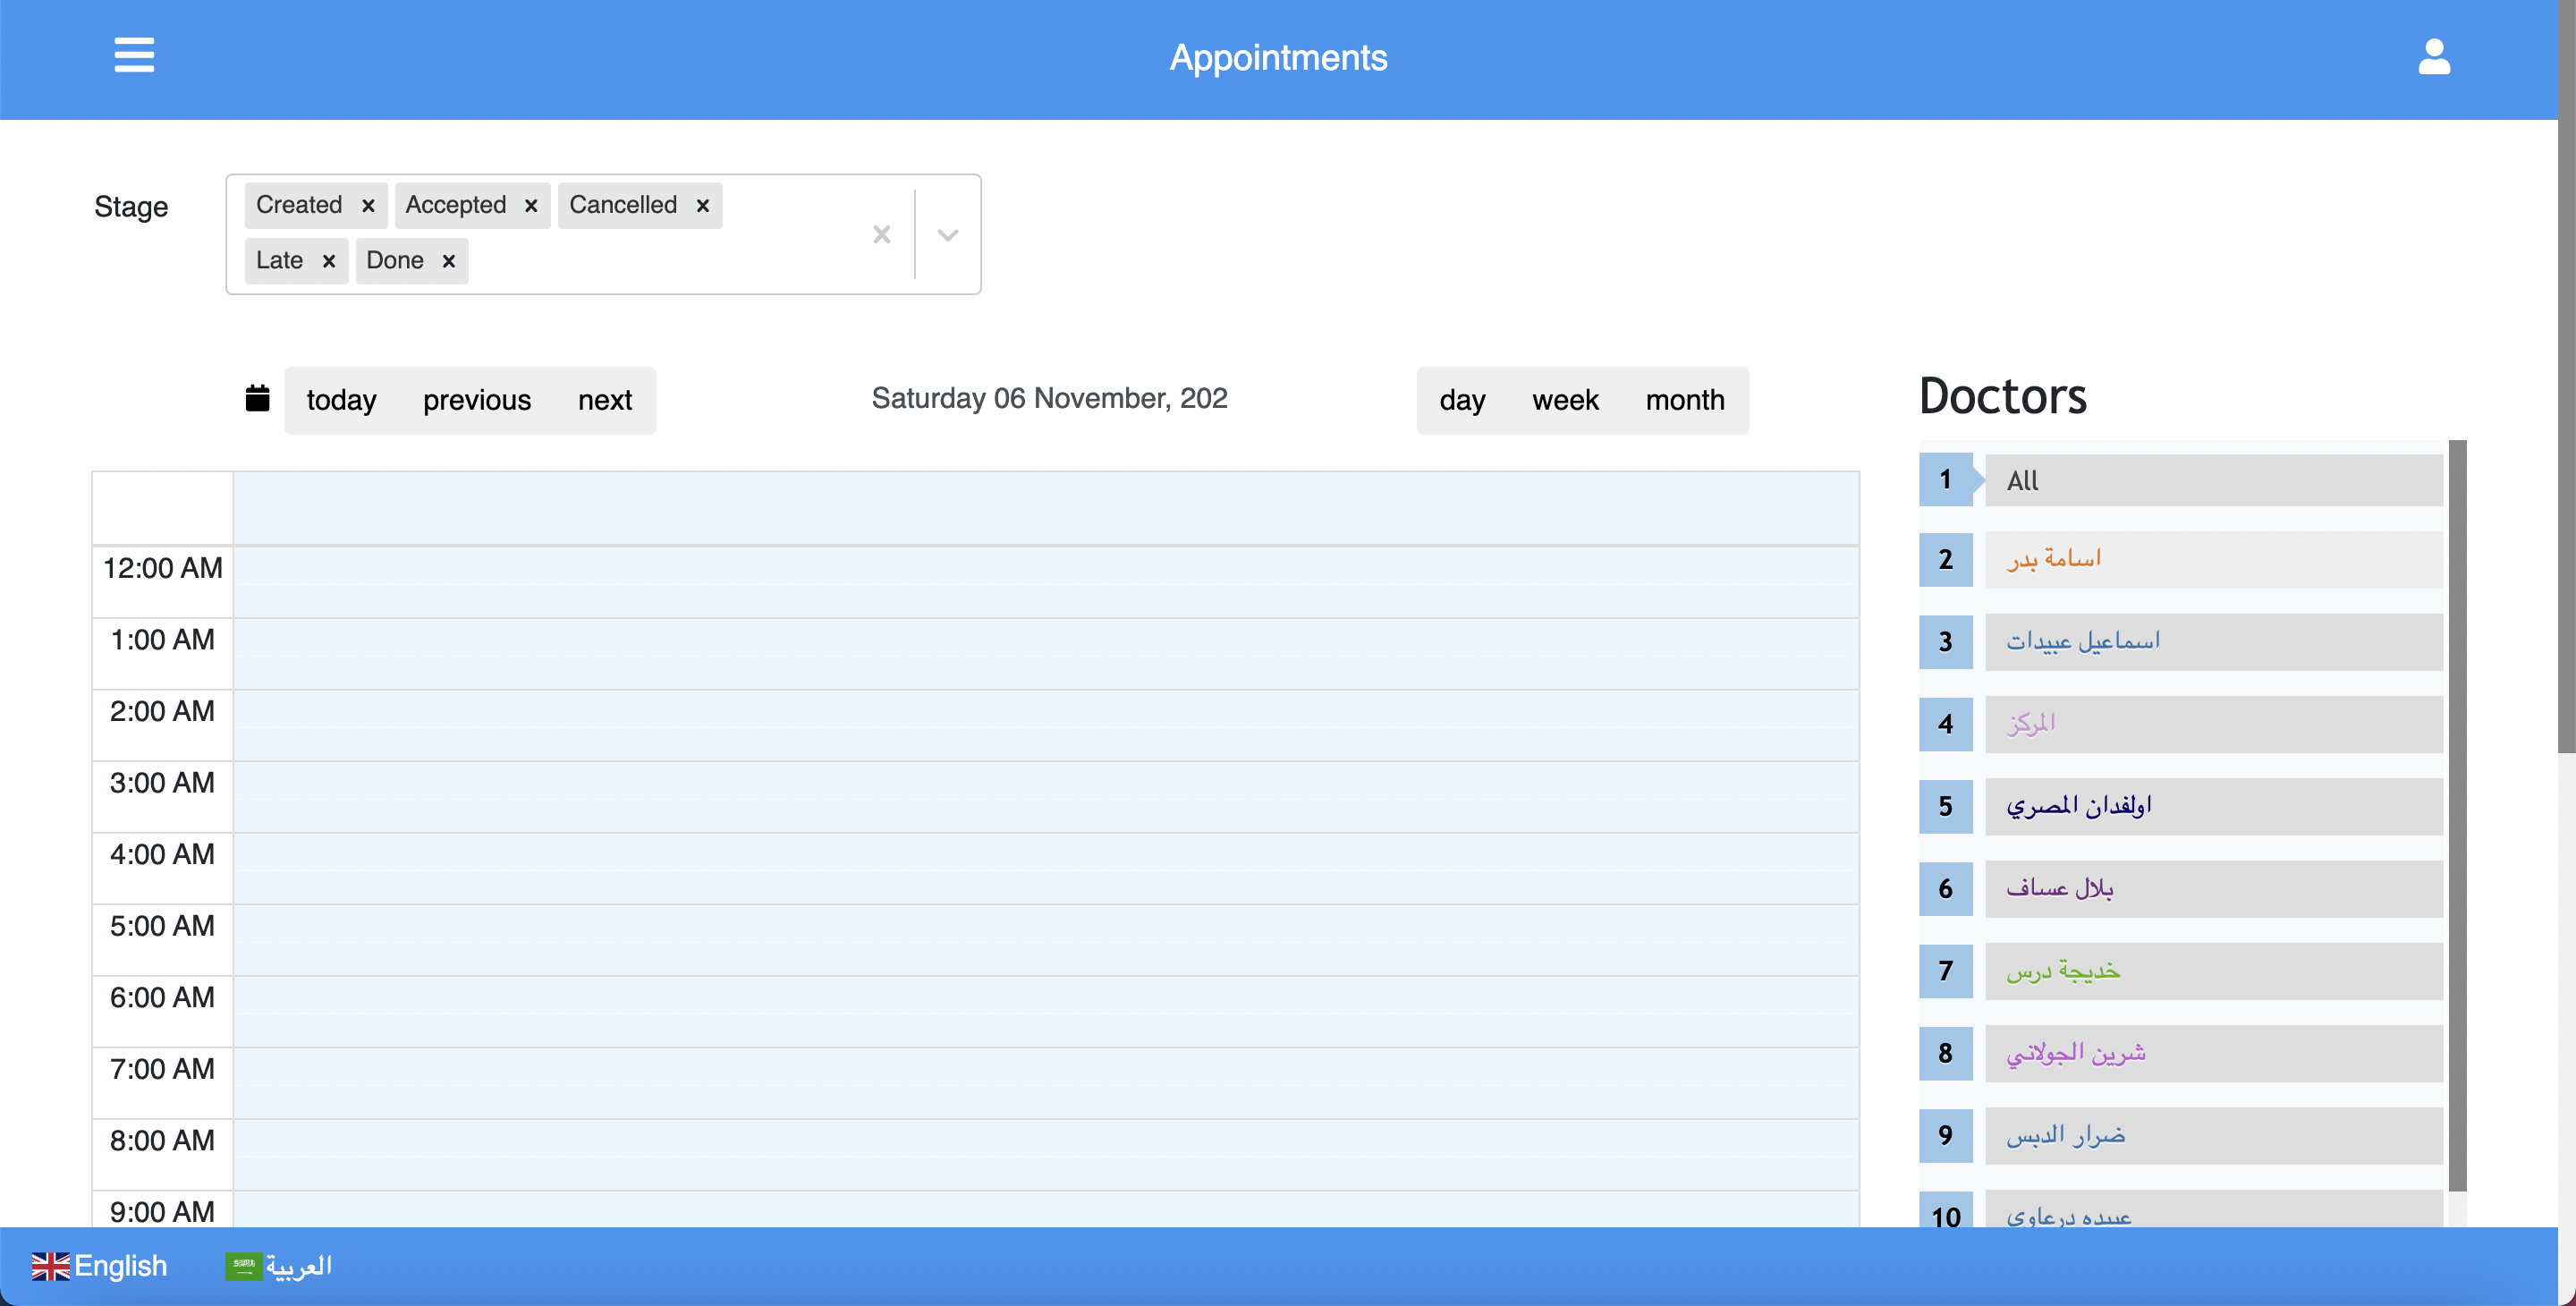 Appointments
Stage
Created × Accepted × Cancelled ×
Late × Done ×
today previous next
Saturday 06 November, 202
day week month
Doctors
1 All
2 اسامة بدر
3 اسماعيل عبيدات
4 المركز
5 اولفدان المصري
6 بلال عساف
7 خديجة درس
8 شرين الجولاتي
9 ضرار الدبس
10 عبيده درعاوي
12:00 AM
1:00 AM
2:00 AM
3:00 AM
4:00 AM
5:00 AM
6:00 AM
7:00 AM
8:00 AM
9:00 AM
English العربية